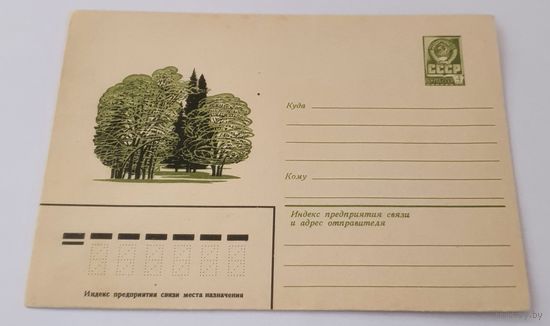 СССР
Куда
Кому
Индекс предприятия связи
и адрес отправителя
Индекс предприятия связи места назначения